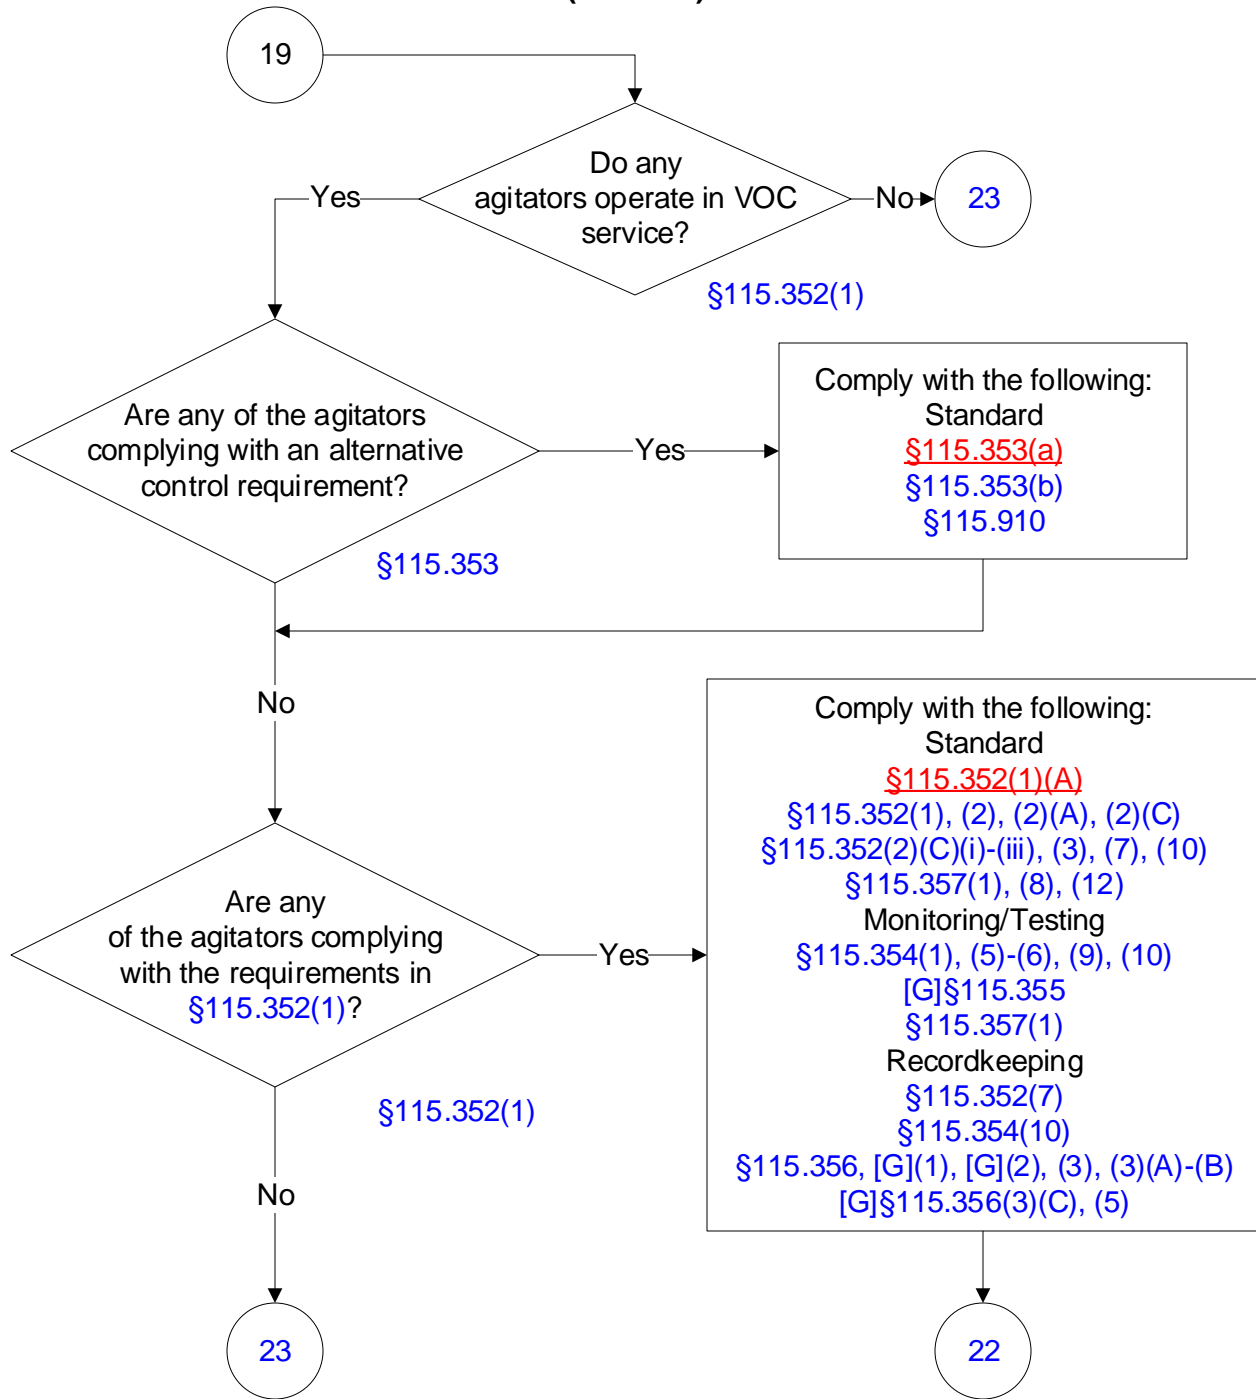 19
Do any
agitators operate in VOC
service?
Yes
No
23
§115.352(1)
Are any of the agitators
complying with an alternative
control requirement?
Yes
§115.353
Comply with the following:
Standard
§115.353(a)
§115.353(b)
§115.910
No
Are any
of the agitators complying
with the requirements in
§115.352(1)?
Yes
§115.352(1)
Comply with the following:
Standard
§115.352(1)(A)
§115.352(1), (2), (2)(A), (2)(C)
§115.352(2)(C)(i)-(iii), (3), (7), (10)
§115.357(1), (8), (12)
Monitoring/Testing
§115.354(1), (5)-(6), (9), (10)
[G]§115.355
§115.357(1)
Recordkeeping
§115.352(7)
§115.354(10)
§115.356, [G](1), [G](2), (3), (3)(A)-(B)
[G]§115.356(3)(C), (5)
No
23
22